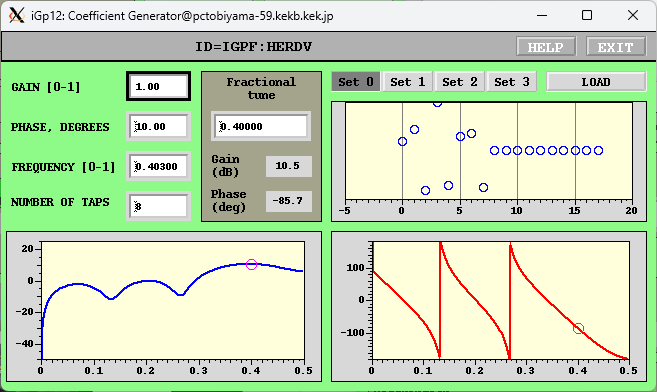 iGp12: Coefficient Generator@pctobiyama-59.kekb.kek.jp
ID=IGPF:HERDV
HELP
EXIT
GAIN [0-1]
1.00
PHASE, DEGREES
10.00
FREQUENCY [0-1]
0.40300
NUMBER OF TAPS
8
Fractional
tune
0.40000
Gain
(dB)
10.5
Phase
(deg)
-85.7
Set 0
Set 1
Set 2
Set 3
LOAD
-5
0
5
10
15
20
20
0
-20
-40
0
0.1
0.2
0.3
0.4
0.5
100
0
-100
0
0.1
0.2
0.3
0.4
0.5